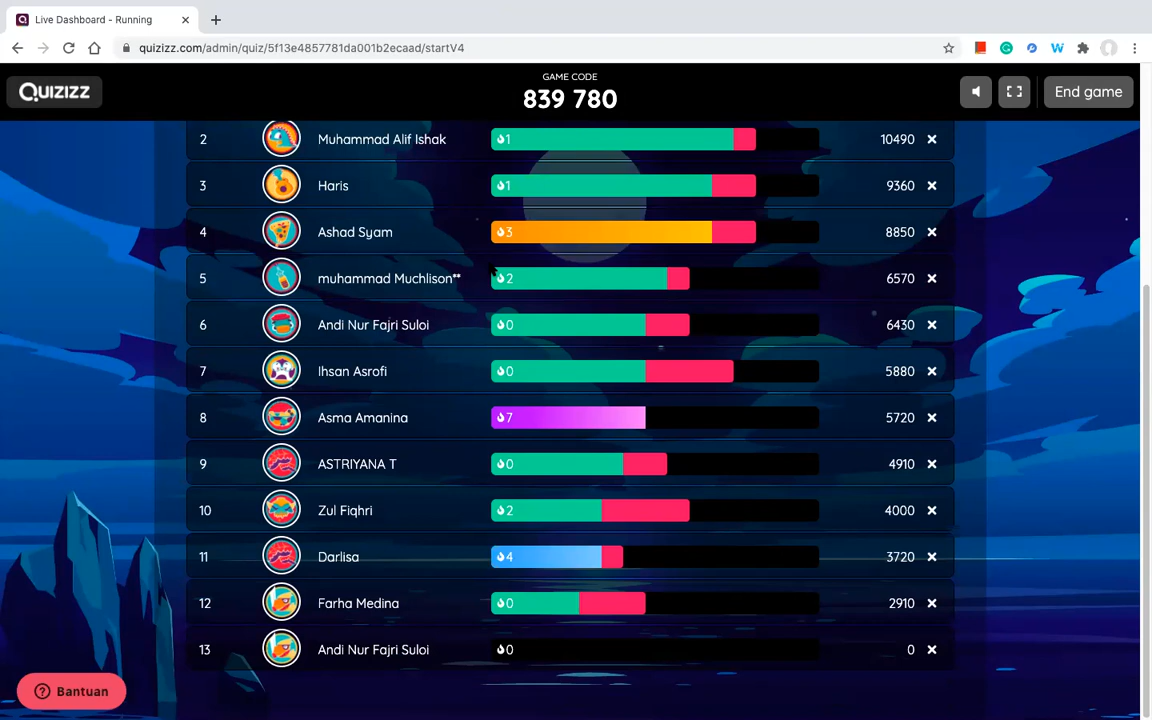 Live Dashboard - Running
quizizz.com/admin/quiz/5f13e4857781da001b2ecaad/startV4
Quizizz
GAME CODE
839 780
End game
2 Muhammad Alif Ishak 1 10490
3 Haris 1 9360
4 Ashad Syam 3 8850
5 muhammad Muchlison** 2 6570
6 Andi Nur Fajri Suloi 0 6430
7 Ihsan Asrofi 0 5880
8 Asma Amanina 7 5720
9 ASTRIYANA T 0 4910
10 Zul Fiqhri 2 4000
11 Darlisa 4 3720
12 Farha Medina 0 2910
13 Andi Nur Fajri Suloi 0 0
Bantuan